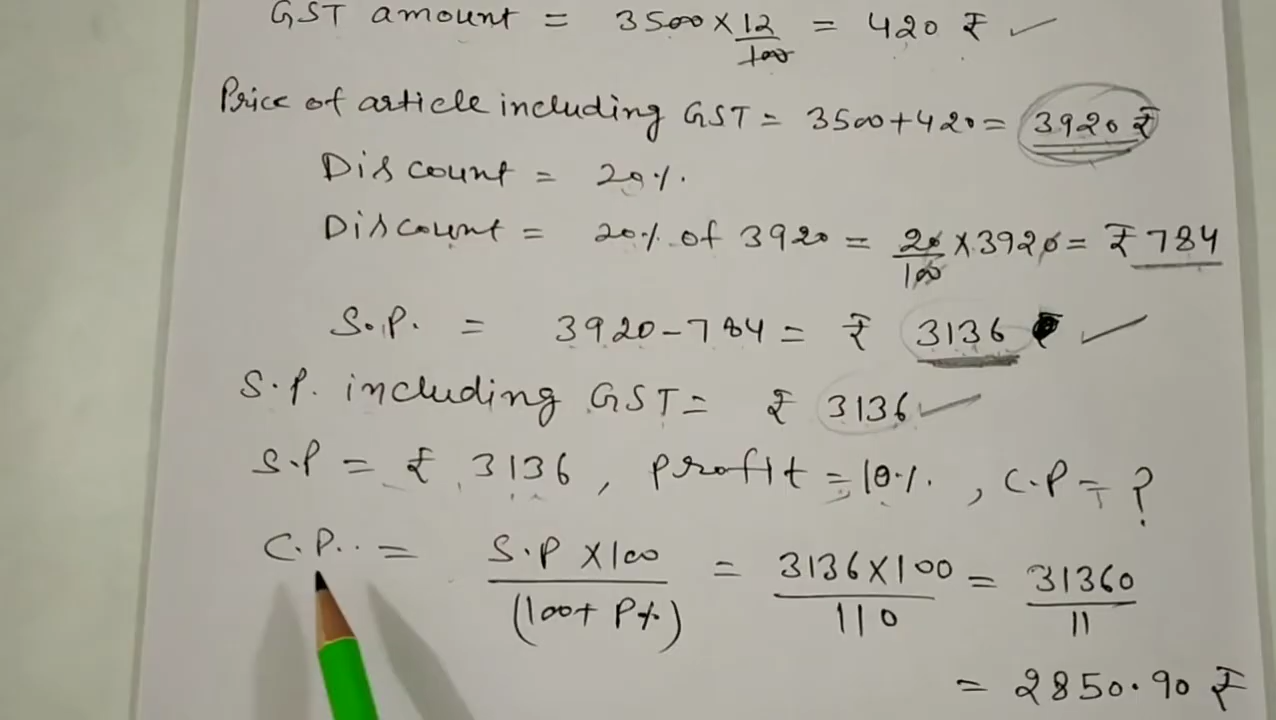 GST amount = 3500 × 12/100 = 420 ₹ ✓
Price of article including GST = 3500+420 = 3920 ₹
Discount = 20%.
Discount = 20% of 3920 = 20/100 × 3920 = ₹ 784
S.P. = 3920-784 = ₹ 3136 ✓
S.P. including GST = ₹ 3136 ✓
S.P = ₹ 3136, profit = 10%. , C.P = ?
C.P.. = S.P ×100/(100+ P%) = 3136×100/110 = 31360/11
= 2850.90 ₹